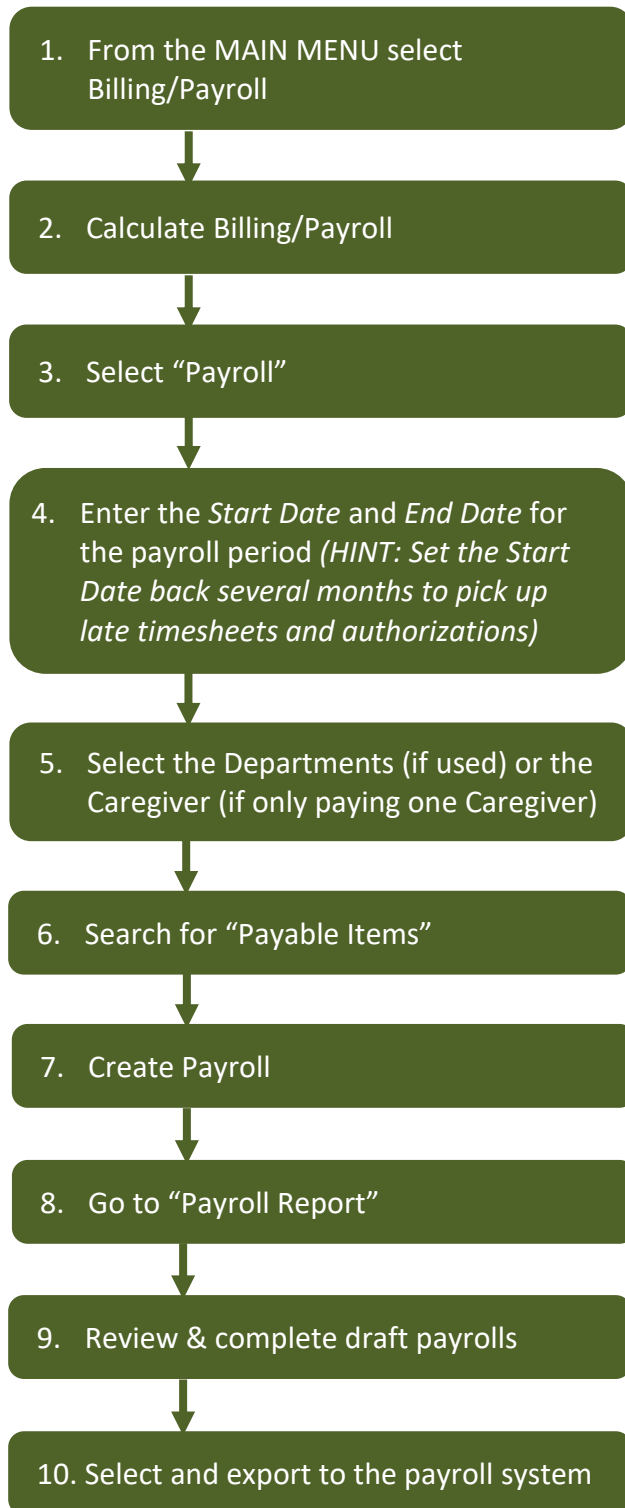 1. From the MAIN MENU select
Billing/Payroll
2. Calculate Billing/Payroll
3. Select “Payroll”
4. Enter the Start Date and End Date for
the payroll period (HINT: Set the Start
Date back several months to pick up
late timesheets and authorizations)
5. Select the Departments (if used) or the
Caregiver (if only paying one Caregiver)
6. Search for “Payable Items”
7. Create Payroll
8. Go to “Payroll Report”
9. Review & complete draft payrolls
10. Select and export to the payroll system